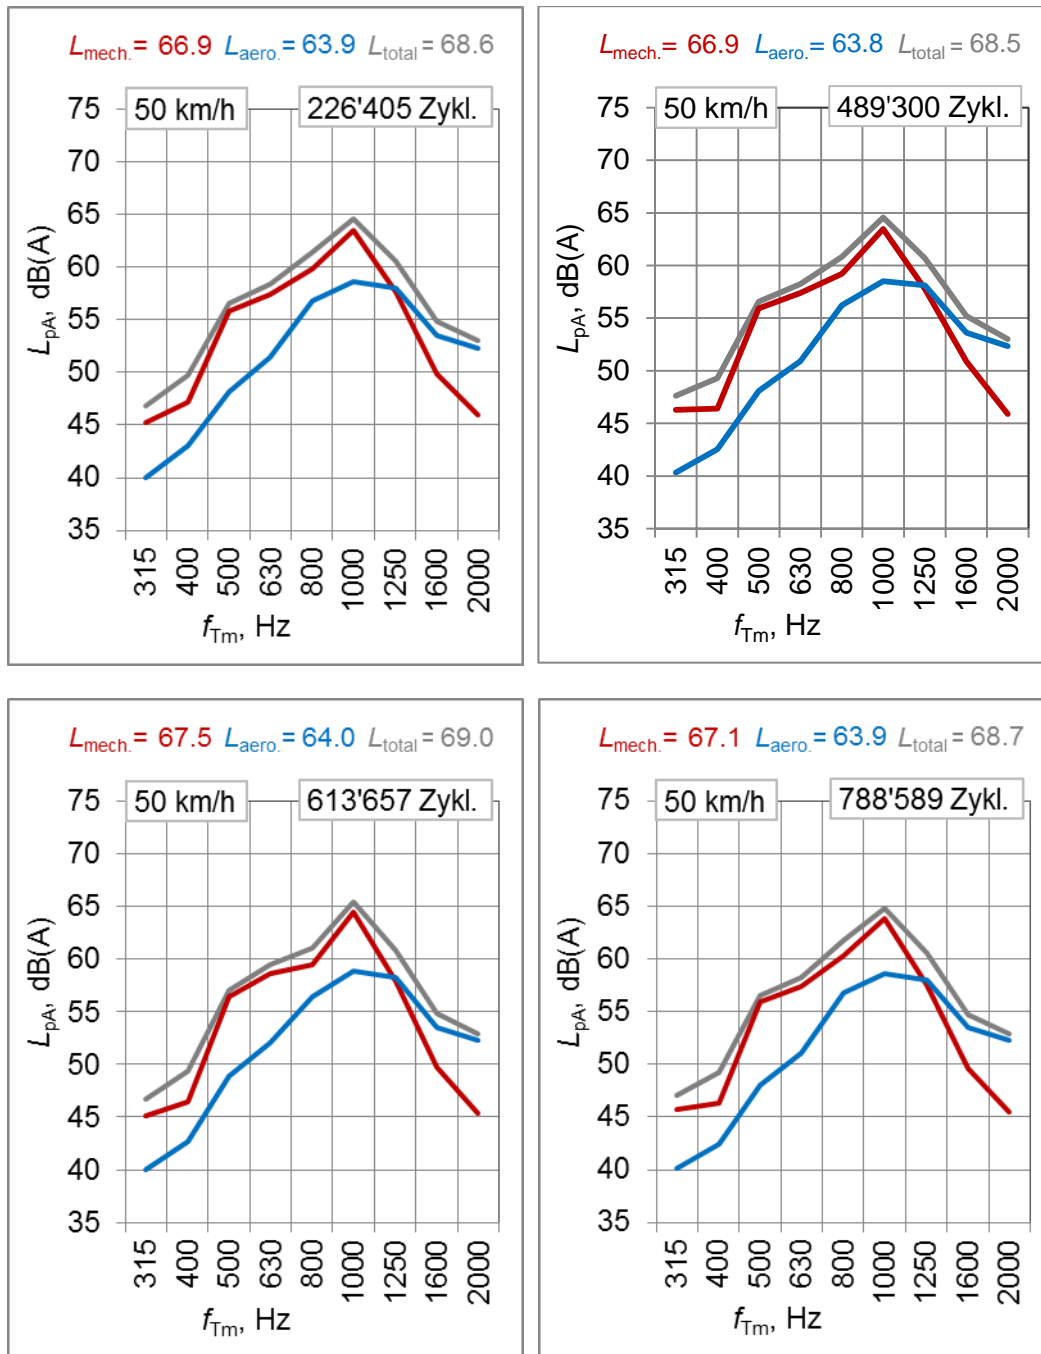 Lmech.= 66.9 Laero.= 63.9 Ltotal = 68.6
50 km/h 226'405 Zykl.
75
70
65
60
55
50
45
40
35
LpA, dB(A)
315 400 500 630 800 1000 1250 1600 2000
fTm, Hz
Lmech.= 66.9 Laero.= 63.8 Ltotal = 68.5
50 km/h 489'300 Zykl.
75
70
65
60
55
50
45
40
35
LpA, dB(A)
315 400 500 630 800 1000 1250 1600 2000
fTm, Hz
Lmech.= 67.5 Laero.= 64.0 Ltotal = 69.0
50 km/h 613'657 Zykl.
75
70
65
60
55
50
45
40
35
LpA, dB(A)
315 400 500 630 800 1000 1250 1600 2000
fTm, Hz
Lmech.= 67.1 Laero.= 63.9 Ltotal = 68.7
50 km/h 788'589 Zykl.
75
70
65
60
55
50
45
40
35
LpA, dB(A)
315 400 500 630 800 1000 1250 1600 2000
fTm, Hz